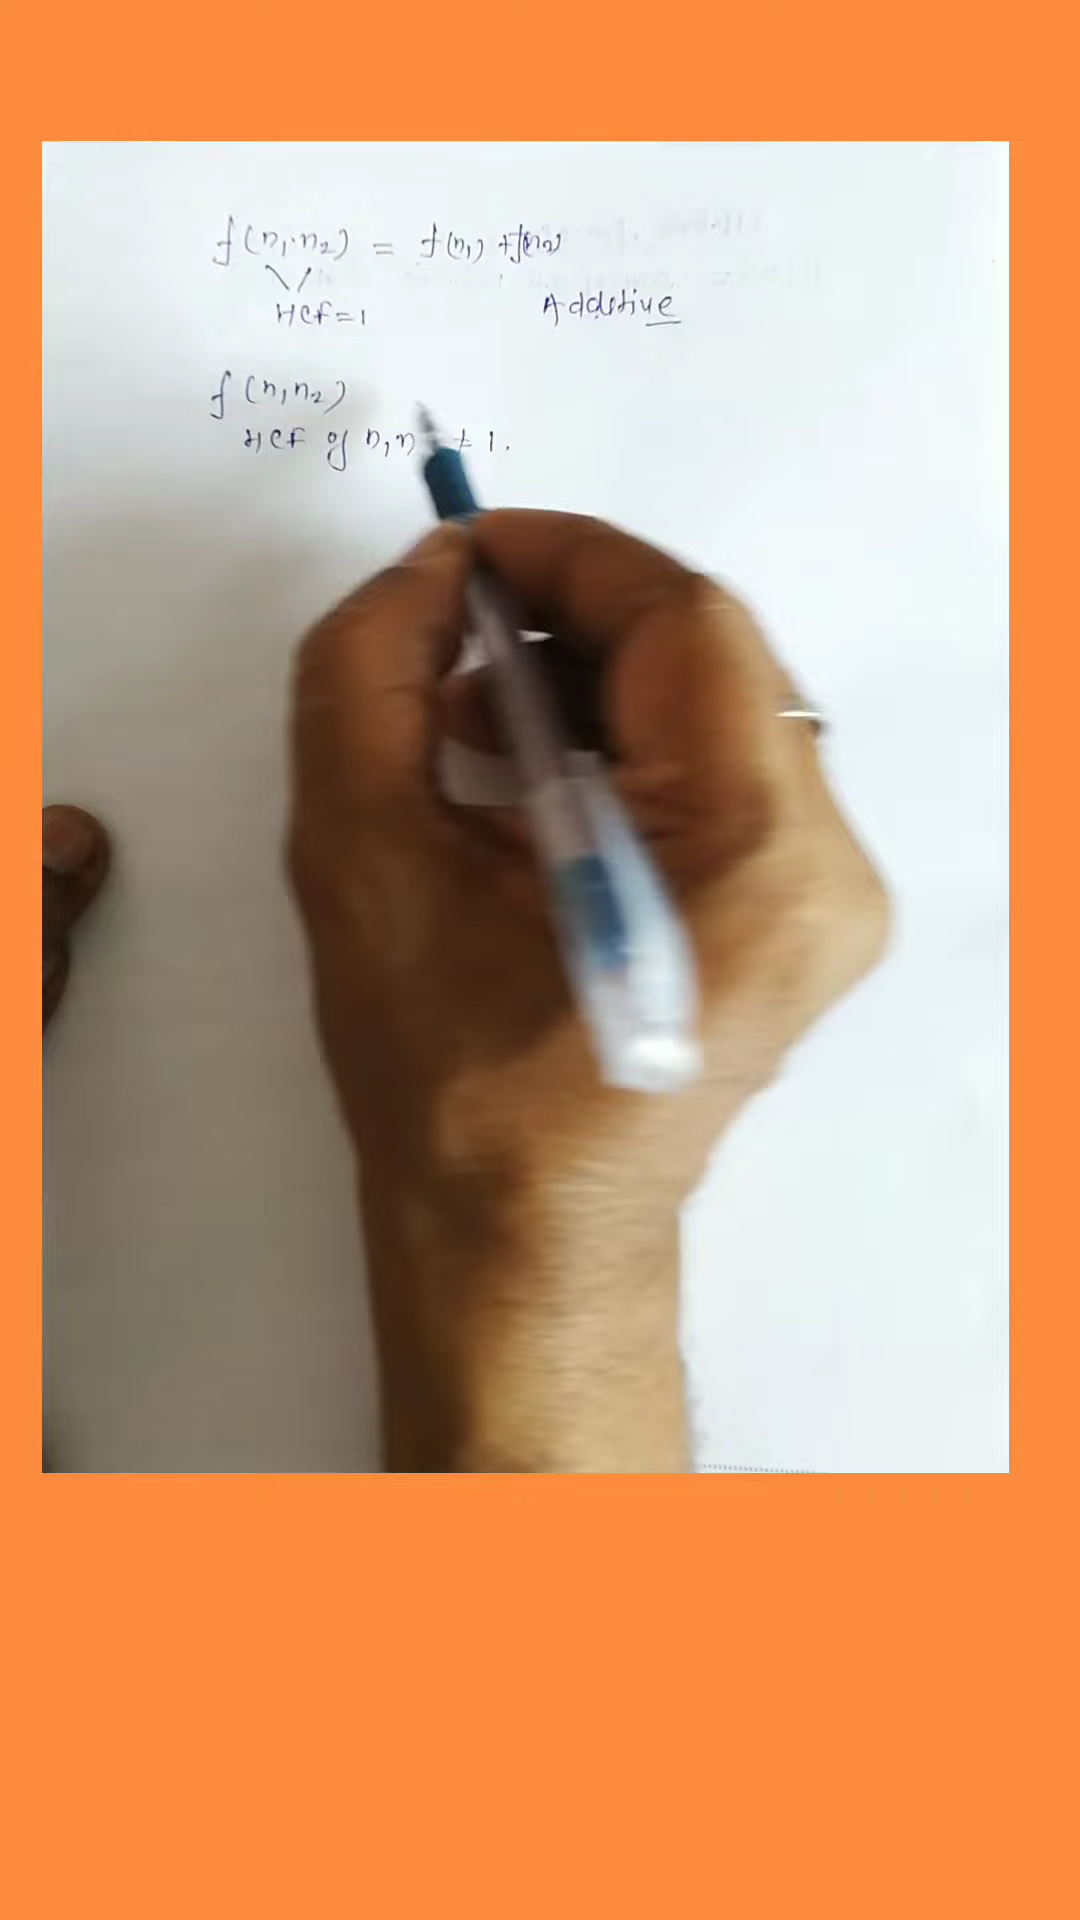 f(n₁·n₂) = f(n₁) + f(n₂)
HCF=1
Additive
f(n₁n₂)
HCF of n₁n ≠ 1.